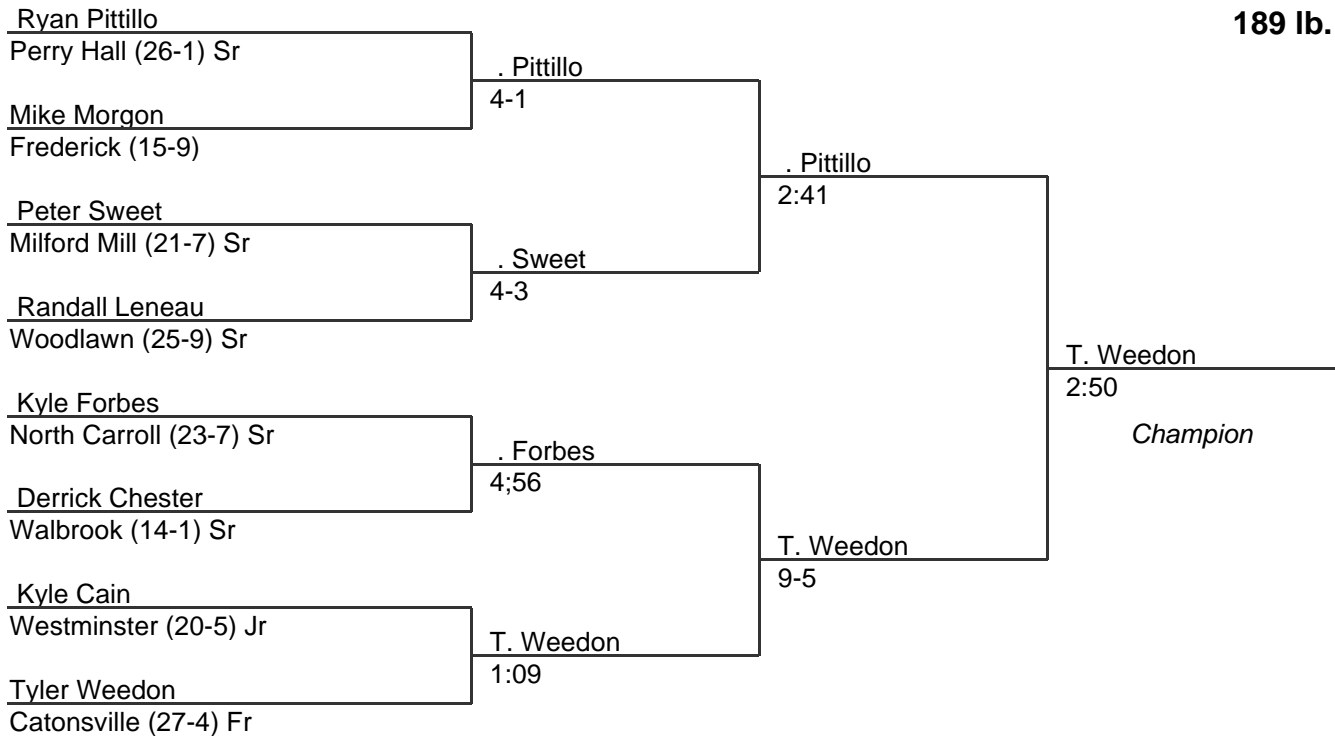 Ryan Pittillo
189 lb.
Perry Hall (26-1) Sr
. Pittillo
4-1
Mike Morgon
Frederick (15-9)
. Pittillo
2:41
Peter Sweet
Milford Mill (21-7) Sr
. Sweet
4-3
Randall Leneau
Woodlawn (25-9) Sr
T. Weedon
2:50
Champion
Kyle Forbes
North Carroll (23-7) Sr
. Forbes
4;56
Derrick Chester
Walbrook (14-1) Sr
T. Weedon
9-5
Kyle Cain
Westminster (20-5) Jr
T. Weedon
1:09
Tyler Weedon
Catonsville (27-4) Fr